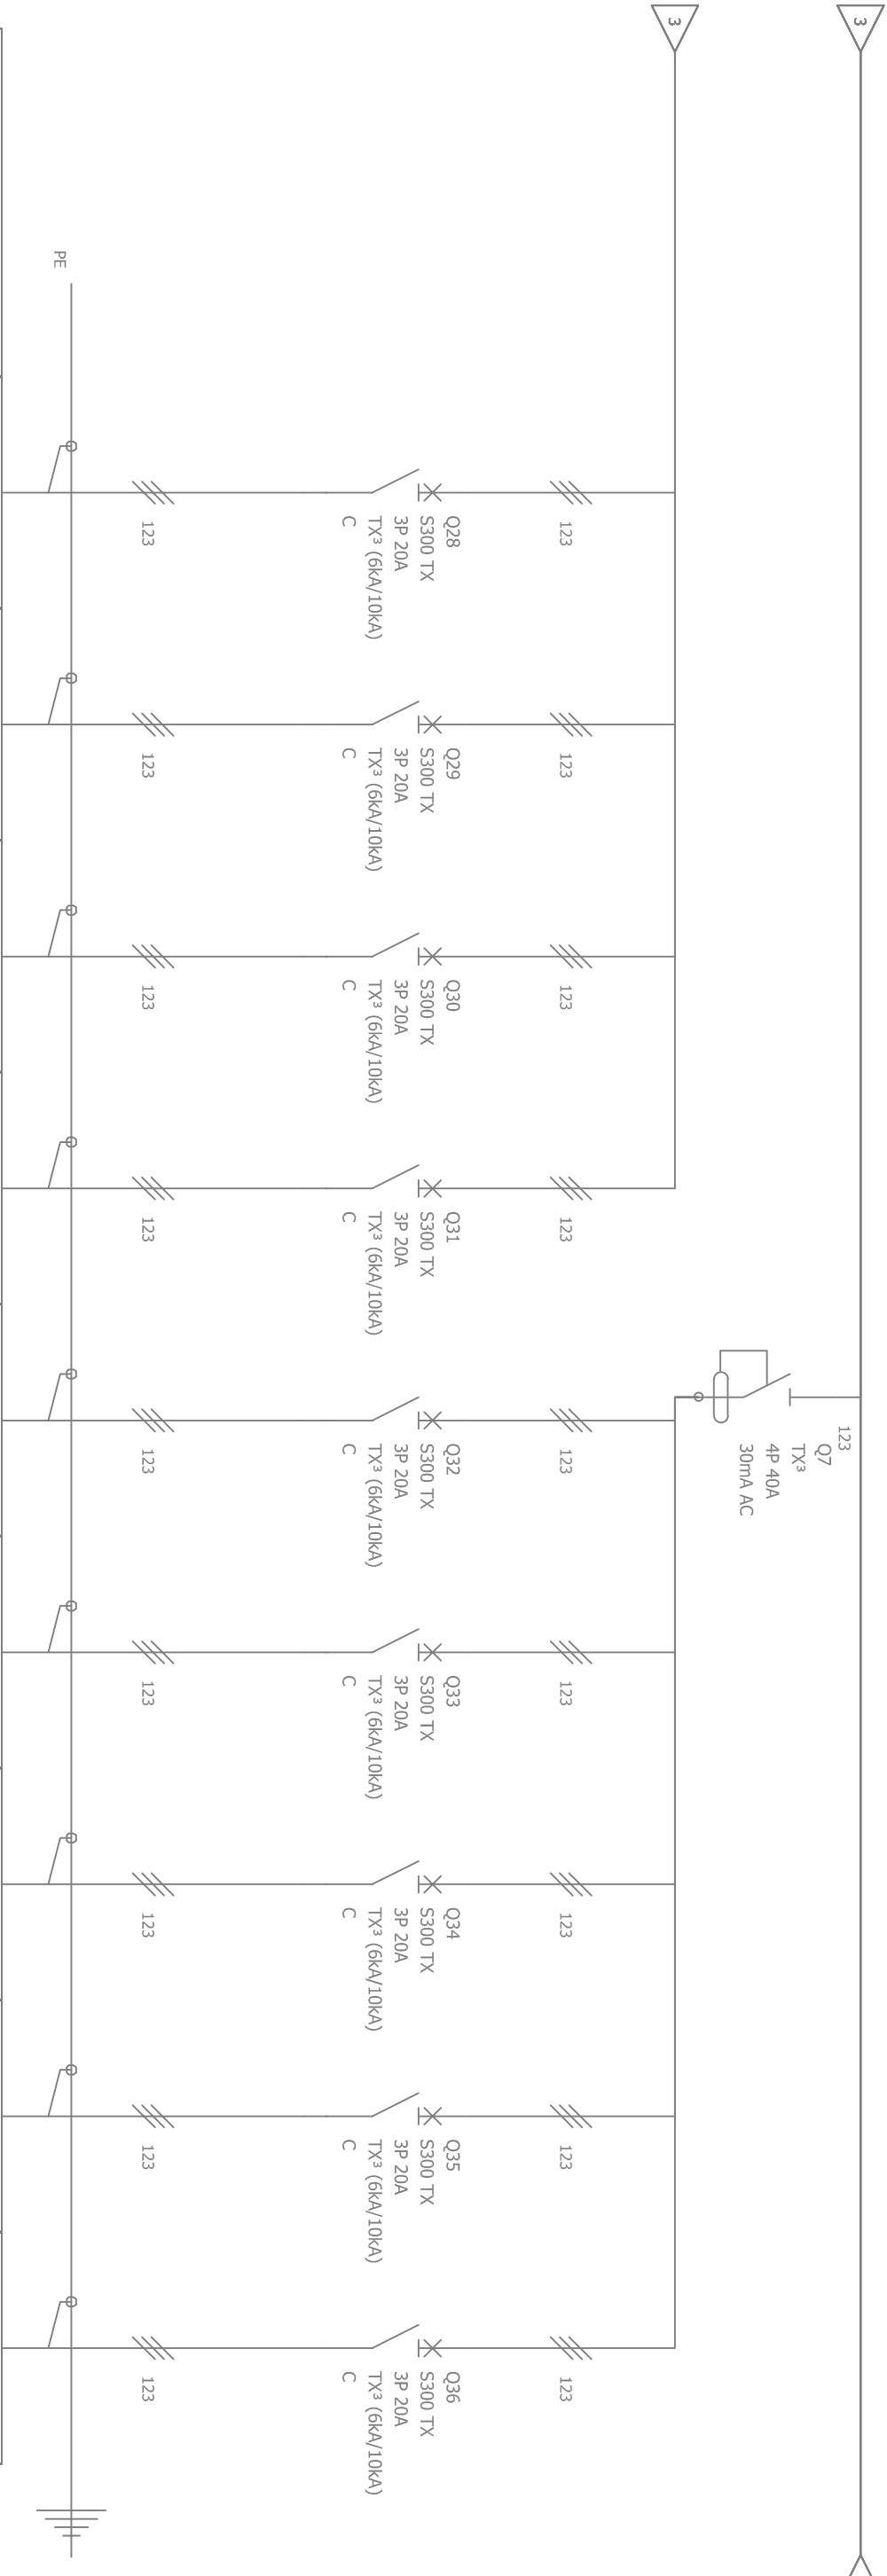 3
3
PE
123
Q7
TX³
4P 40A
30mA AC
123
123
123
123
123
123
123
123
123
Q28
S300 TX
3P 20A
TX³ (6kA/10kA)
C
Q29
S300 TX
3P 20A
TX³ (6kA/10kA)
C
Q30
S300 TX
3P 20A
TX³ (6kA/10kA)
C
Q31
S300 TX
3P 20A
TX³ (6kA/10kA)
C
Q32
S300 TX
3P 20A
TX³ (6kA/10kA)
C
Q33
S300 TX
3P 20A
TX³ (6kA/10kA)
C
Q34
S300 TX
3P 20A
TX³ (6kA/10kA)
C
Q35
S300 TX
3P 20A
TX³ (6kA/10kA)
C
Q36
S300 TX
3P 20A
TX³ (6kA/10kA)
C
123
123
123
123
123
123
123
123
123